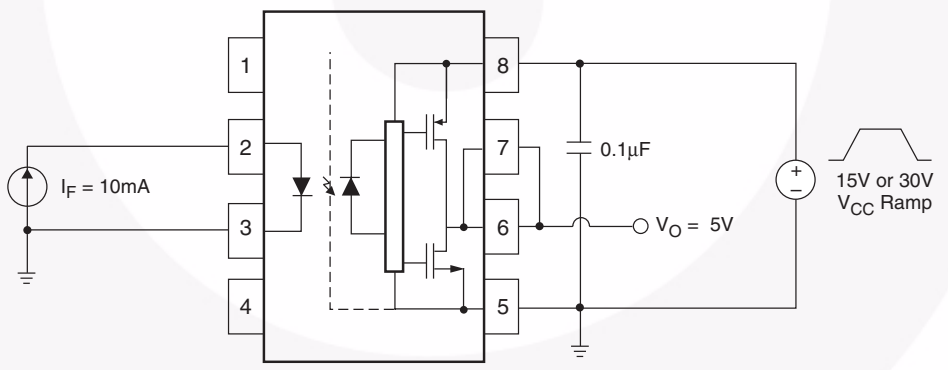 1
2
3
4
8
7
6
5
I_F = 10mA
0.1μF
V_O = 5V
+
–
15V or 30V
V_CC Ramp